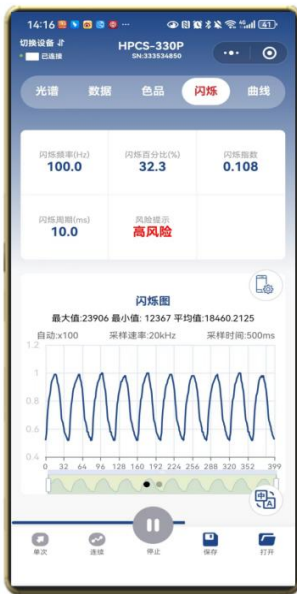 14:16
41
切换设备
已连接
HPCS-330P
SN:333534850
光谱 数据 色品 闪烁 曲线
闪烁频率(Hz) 闪烁百分比(%) 闪烁指数
100.0 32.3 0.108
闪烁周期(ms) 风险提示
10.0 高风险
闪烁图
最大值:23906 最小值: 12367 平均值:18460.2125
自动:x100 采样速率:20kHz 采样时间:500ms
1.2
1
0.8
0.6
0.4
0 32 64 96 128 160 192 224 256 288 320 352 399
中
单次 连续 停止 保存 打开